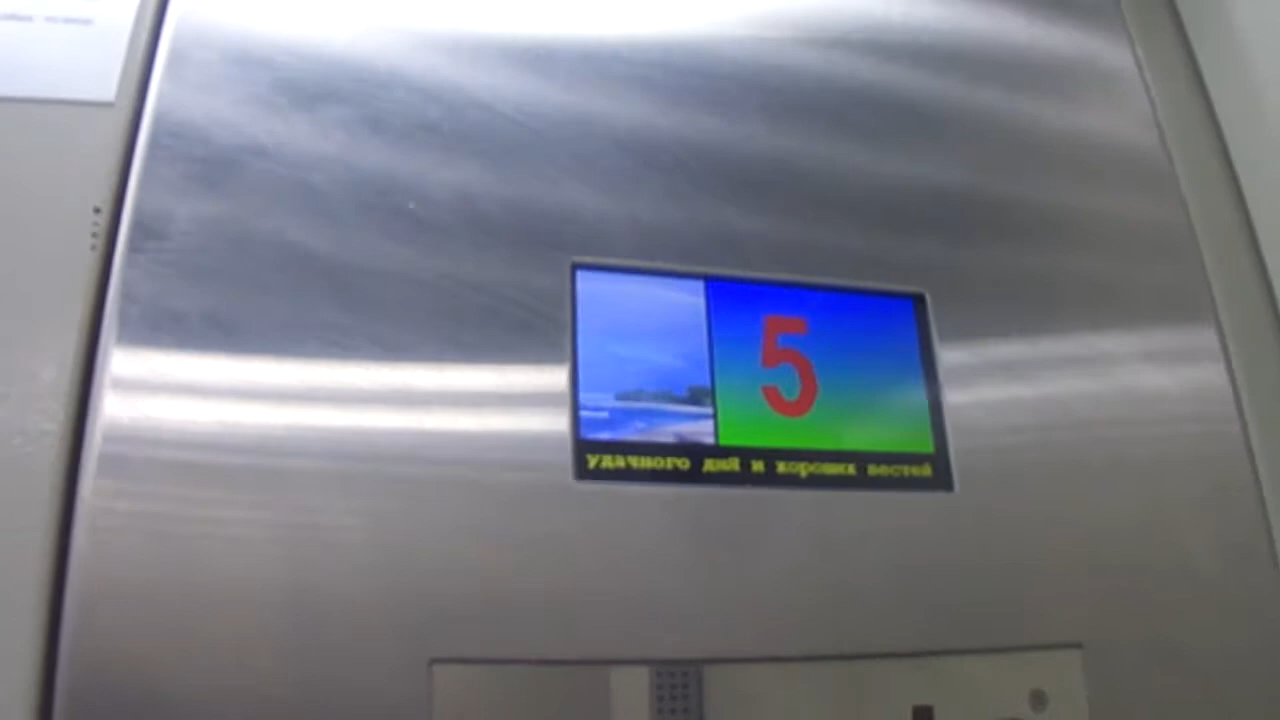 5
удачного дня и хороших вестей